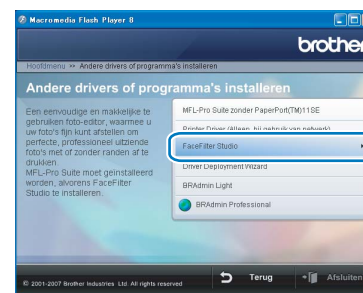 Macromedia Flash Player 8
brother
Hoofdmenu >> Andere drivers of programma's installeren
Andere drivers of programma's installeren
Een eenvoudige en makkelijke te
gebruiken foto-editor, waarmee u
uw foto's fijn kunt afstellen om
perfecte, professioneel uitziende
foto's met of zonder randen af te
drukken.
MFL-Pro Suite moet geïnstalleerd
worden, alvorens FaceFilter
Studio te installeren.
MFL-Pro Suite zonder PaperPort(TM)11SE
Printer Driver (Alleen, bij gebruik van netwerk)
FaceFilter Studio
Driver Deployment Wizard
BRAdmin Light
BRAdmin Professional
© 2001-2007 Brother Industries Ltd. All rights reserved
Terug
Afsluiten